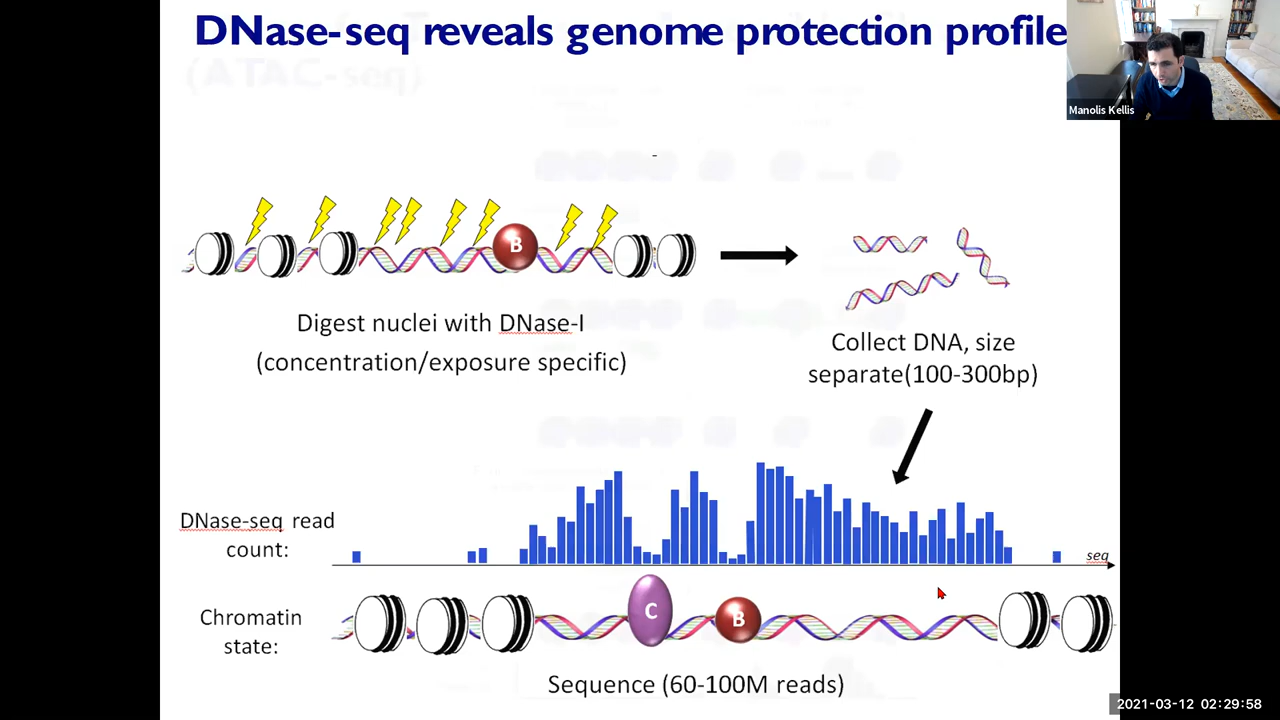 DNase-seq reveals genome protection profile
(ATAC-seq)
Manolis Kellis
B
Digest nuclei with DNase-I
(concentration/exposure specific)
Collect DNA, size
separate(100-300bp)
DNase-seq read
count:
seq
Chromatin
state:
C
B
Sequence (60-100M reads)
2021-03-12 02:29:58